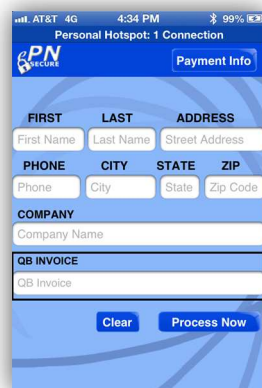 AT&T 4G 4:34 PM 99%
Personal Hotspot: 1 Connection
ePN SECURE Payment Info
FIRST LAST ADDRESS
First Name Last Name Street Address
PHONE CITY STATE ZIP
Phone City State Zip Code
COMPANY
Company Name
QB INVOICE
QB Invoice
Clear Process Now